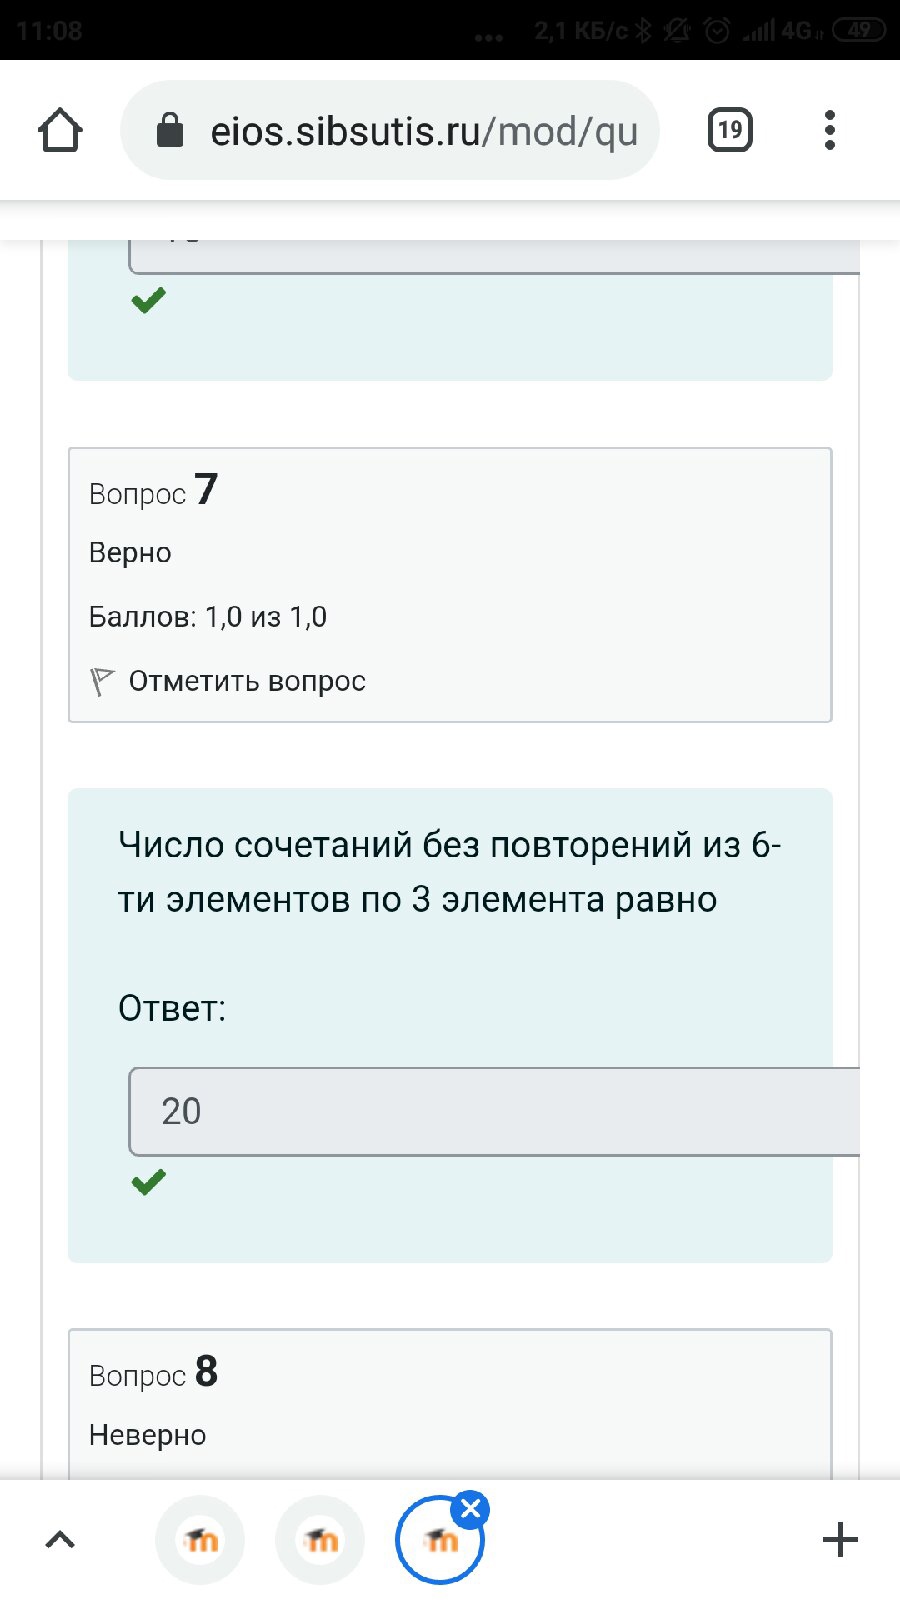 11:08
... 2,1 КБ/с 4G 49
eios.sibsutis.ru/mod/qu
19
Вопрос 7
Верно
Баллов: 1,0 из 1,0
Отметить вопрос
Число сочетаний без повторений из 6-
ти элементов по 3 элемента равно
Ответ:
20
Вопрос 8
Неверно